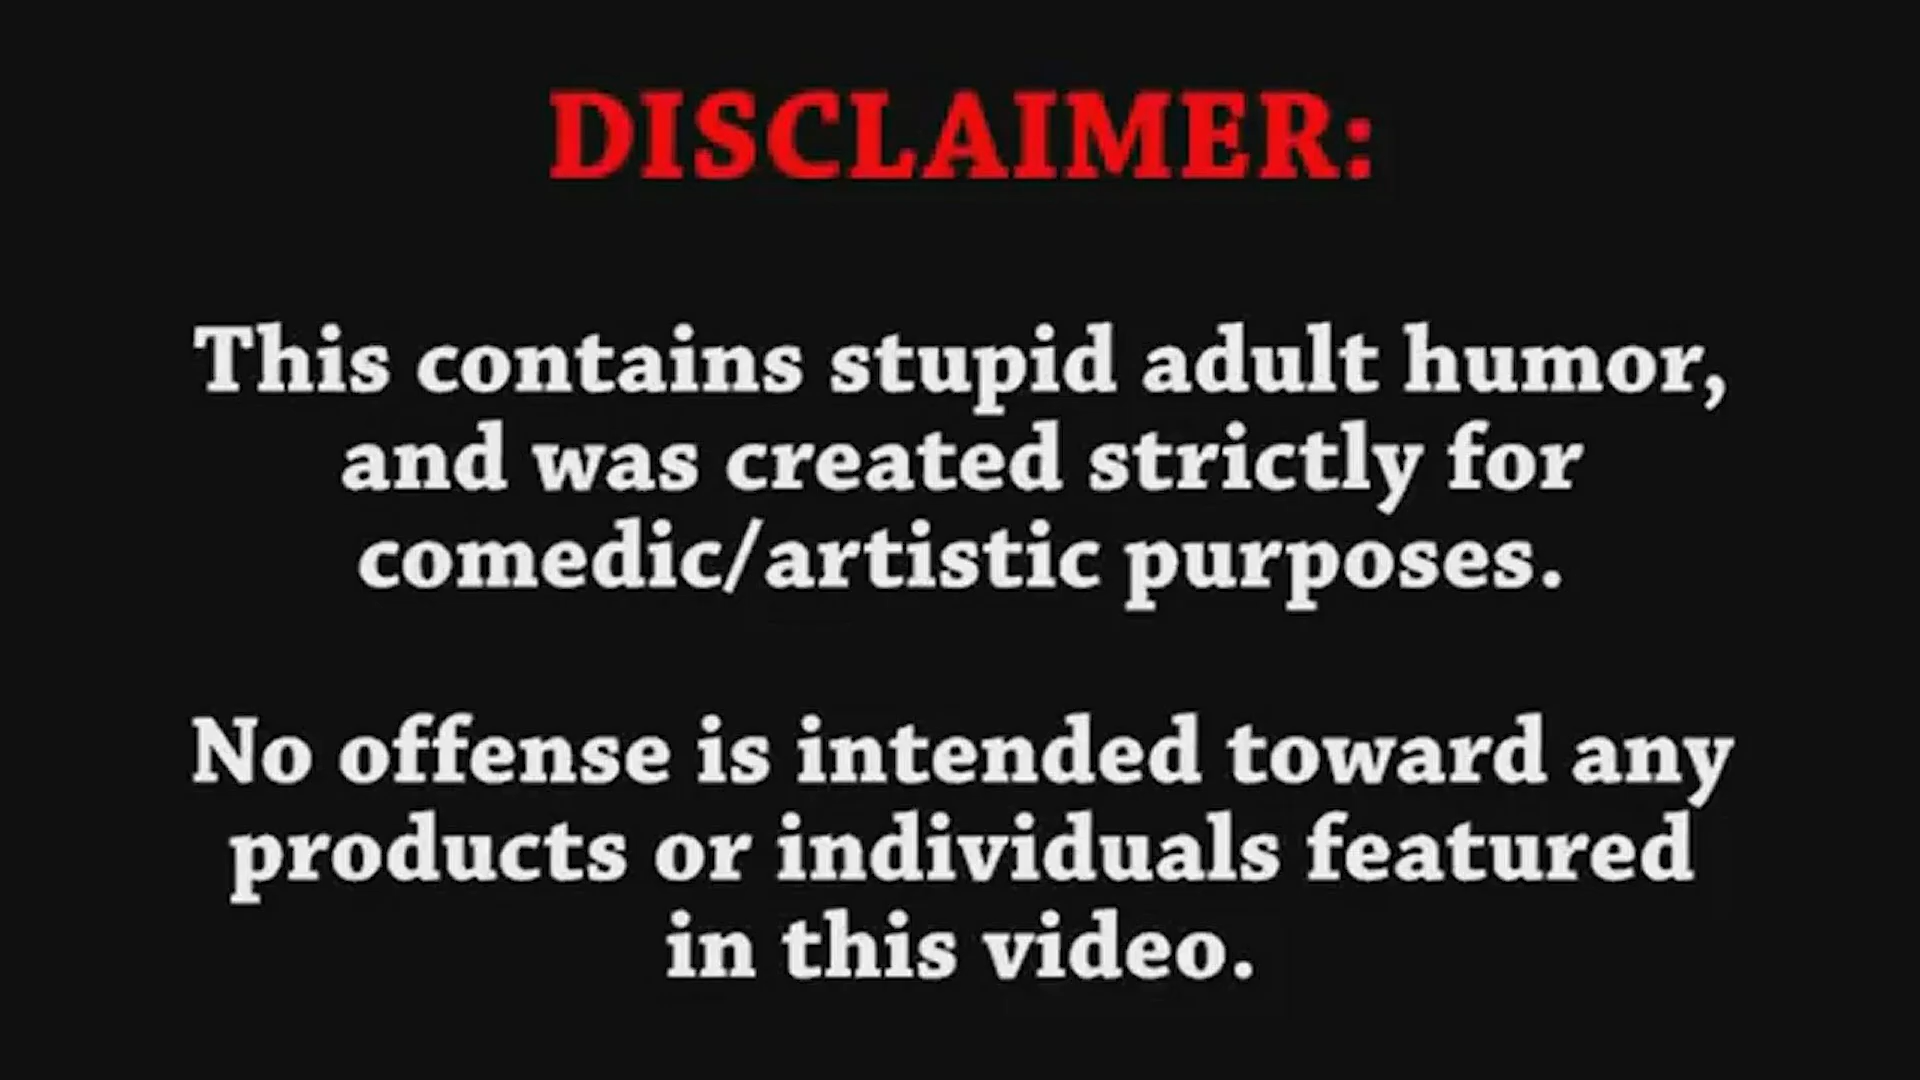 DISCLAIMER:
This contains stupid adult humor,
and was created strictly for
comedic/artistic purposes.
No offense is intended toward any
products or individuals featured
in this video.